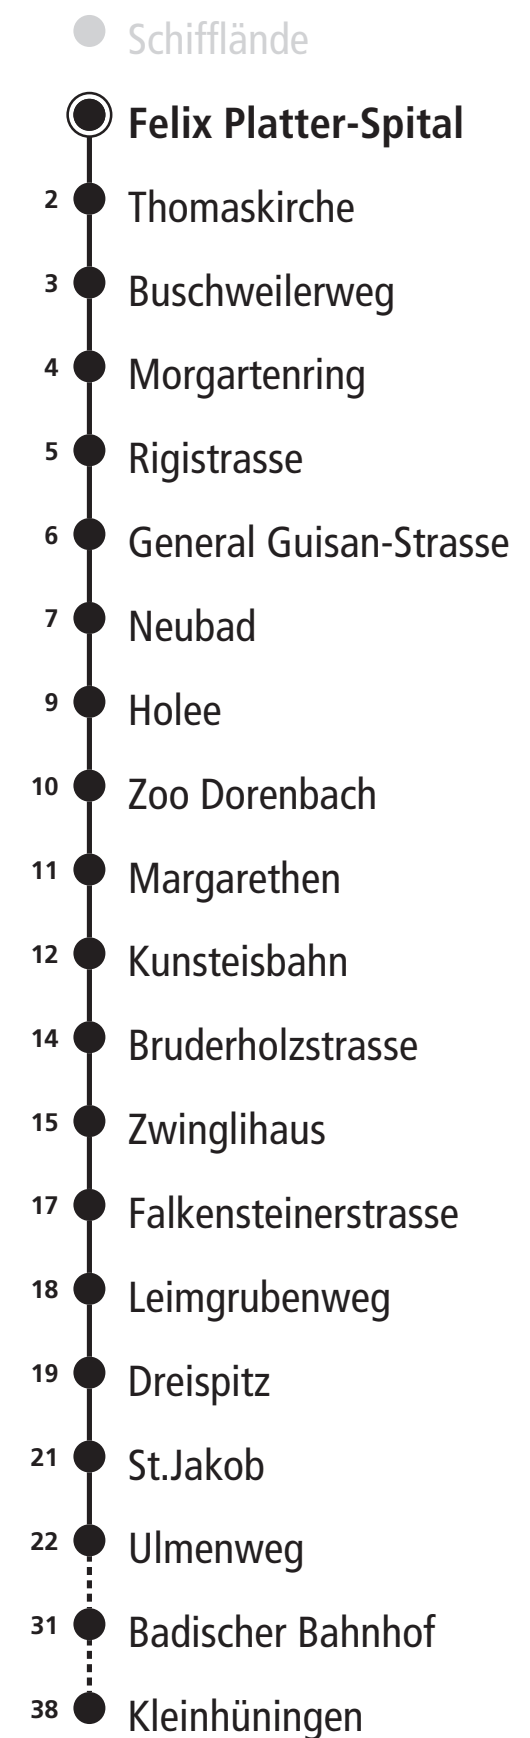 Schifflände
Felix Platter-Spital
2 Thomaskirche
3 Buschweilerweg
4 Morgartenring
5 Rigistrasse
6 General Guisan-Strasse
7 Neubad
9 Holee
10 Zoo Dorenbach
11 Margarethen
12 Kunsteisbahn
14 Bruderholzstrasse
15 Zwinglihaus
17 Falkensteinerstrasse
18 Leimgrubenweg
19 Dreispitz
21 St.Jakob
22 Ulmenweg
31 Badischer Bahnhof
38 Kleinhüningen